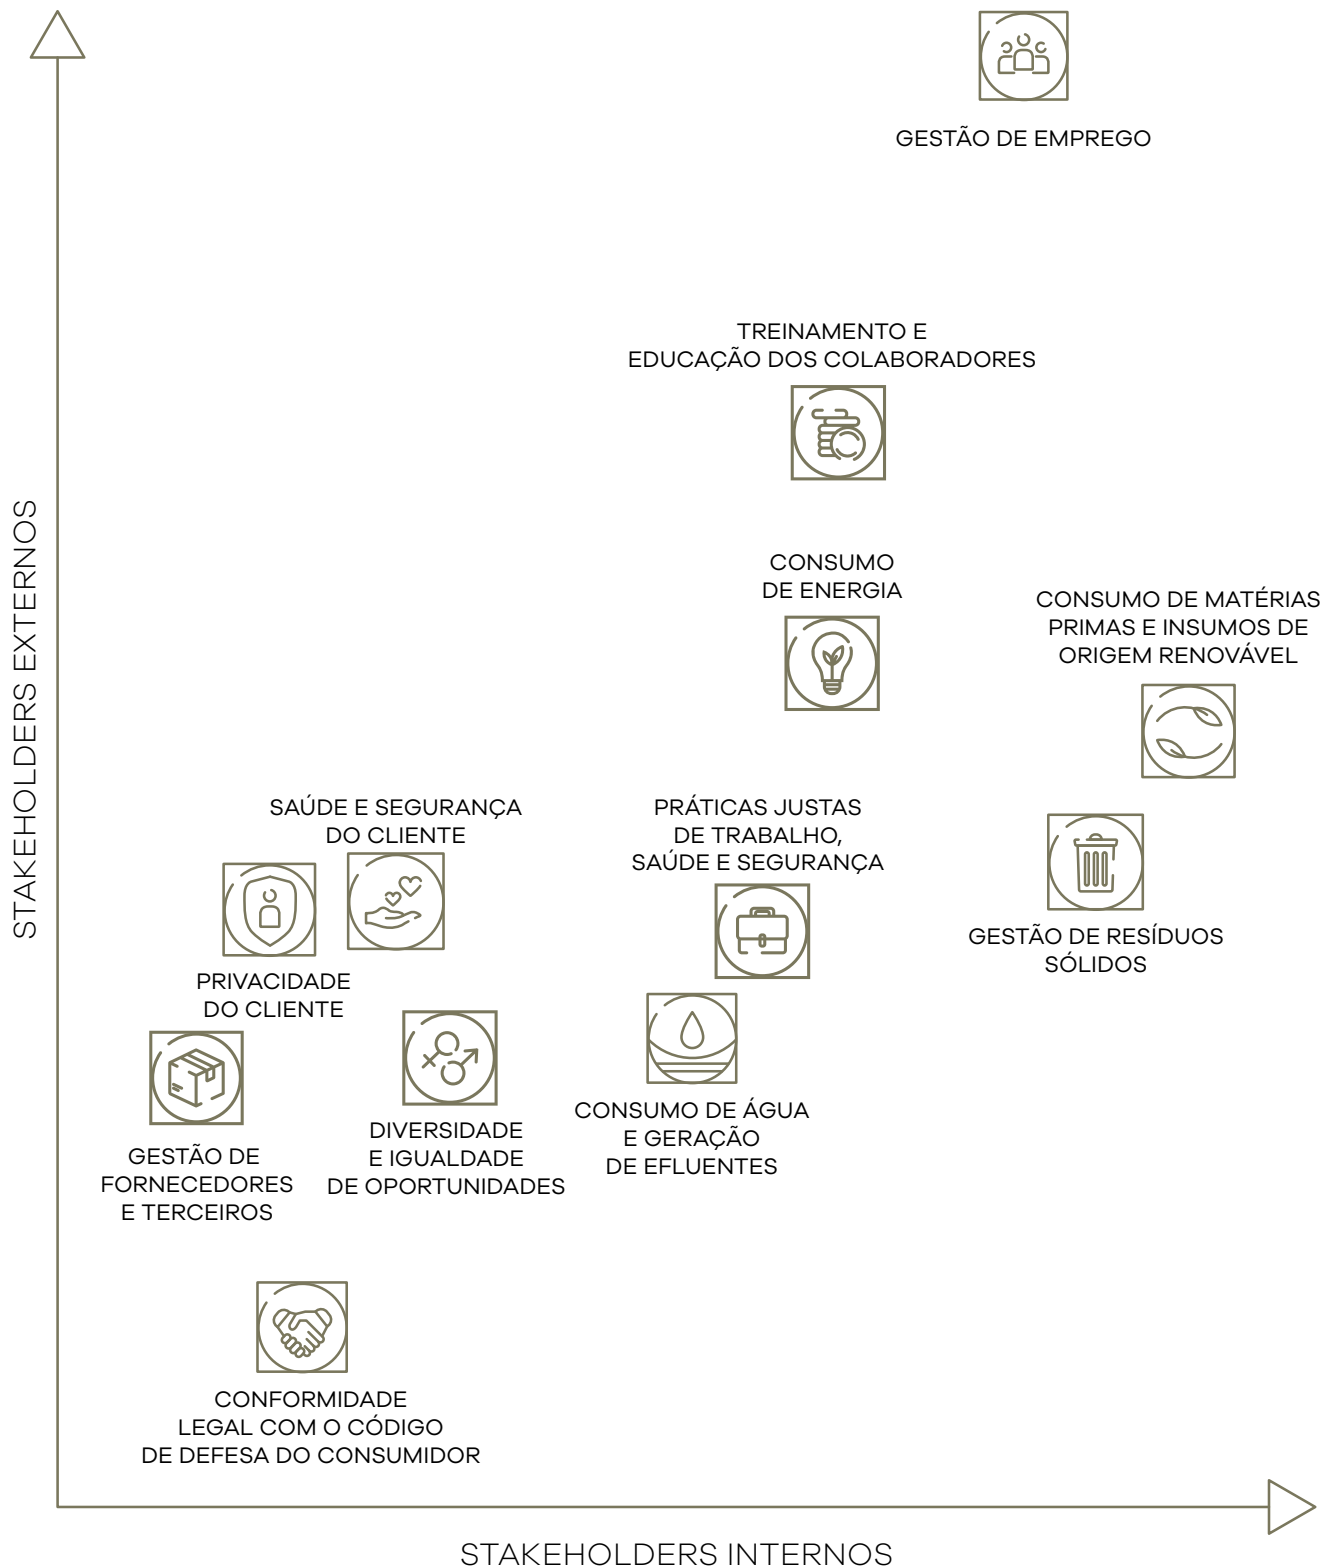 GESTÃO DE EMPREGO
TREINAMENTO E
EDUCAÇÃO DOS COLABORADORES
CONSUMO
DE ENERGIA
CONSUMO DE MATÉRIAS
PRIMAS E INSUMOS DE
ORIGEM RENOVÁVEL
STAKEHOLDERS EXTERNOS
SAÚDE E SEGURANÇA
DO CLIENTE
PRÁTICAS JUSTAS
DE TRABALHO,
SAÚDE E SEGURANÇA
GESTÃO DE RESÍDUOS
SÓLIDOS
PRIVACIDADE
DO CLIENTE
CONSUMO DE ÁGUA
E GERAÇÃO
DE EFLUENTES
DIVERSIDADE
E IGUALDADE
DE OPORTUNIDADES
GESTÃO DE
FORNECEDORES
E TERCEIROS
CONFORMIDADE
LEGAL COM O CÓDIGO
DE DEFESA DO CONSUMIDOR
STAKEHOLDERS INTERNOS